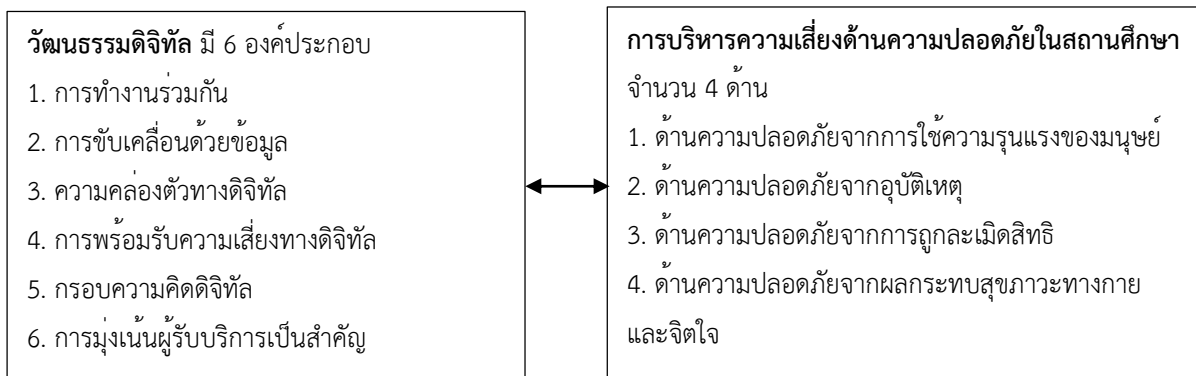 วัฒนธรรมดิจิทัล มี 6 องค์ประกอบ
1. การทำงานร่วมกัน
2. การขับเคลื่อนด้วยข้อมูล
3. ความคล่องตัวทางดิจิทัล
4. การพร้อมรับความเสี่ยงทางดิจิทัล
5. กรอบความคิดดิจิทัล
6. การมุ่งเน้นผู้รับบริการเป็นสำคัญ
การบริหารความเสี่ยงด้านความปลอดภัยในสถานศึกษา
จำนวน 4 ด้าน
1. ด้านความปลอดภัยจากการใช้ความรุนแรงของมนุษย์
2. ด้านความปลอดภัยจากอุบัติเหตุ
3. ด้านความปลอดภัยจากการถูกละเมิดสิทธิ
4. ด้านความปลอดภัยจากผลกระทบสุขภาวะทางกาย
และจิตใจ